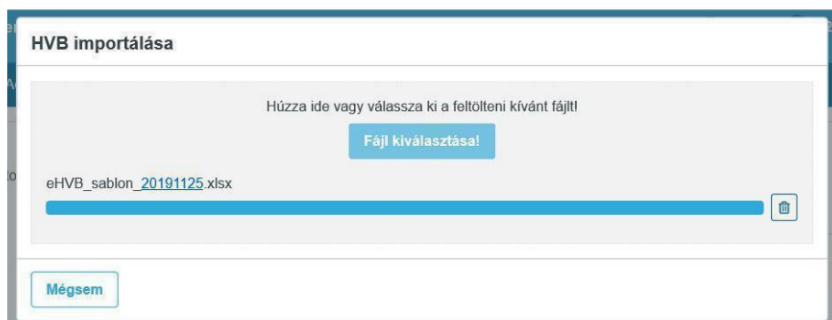 HVB importálása
Húzza ide vagy válassza ki a feltölteni kívánt fájlt!
Fájl kiválasztása!
eHVB_sablon_20191125.xlsx
Mégsem